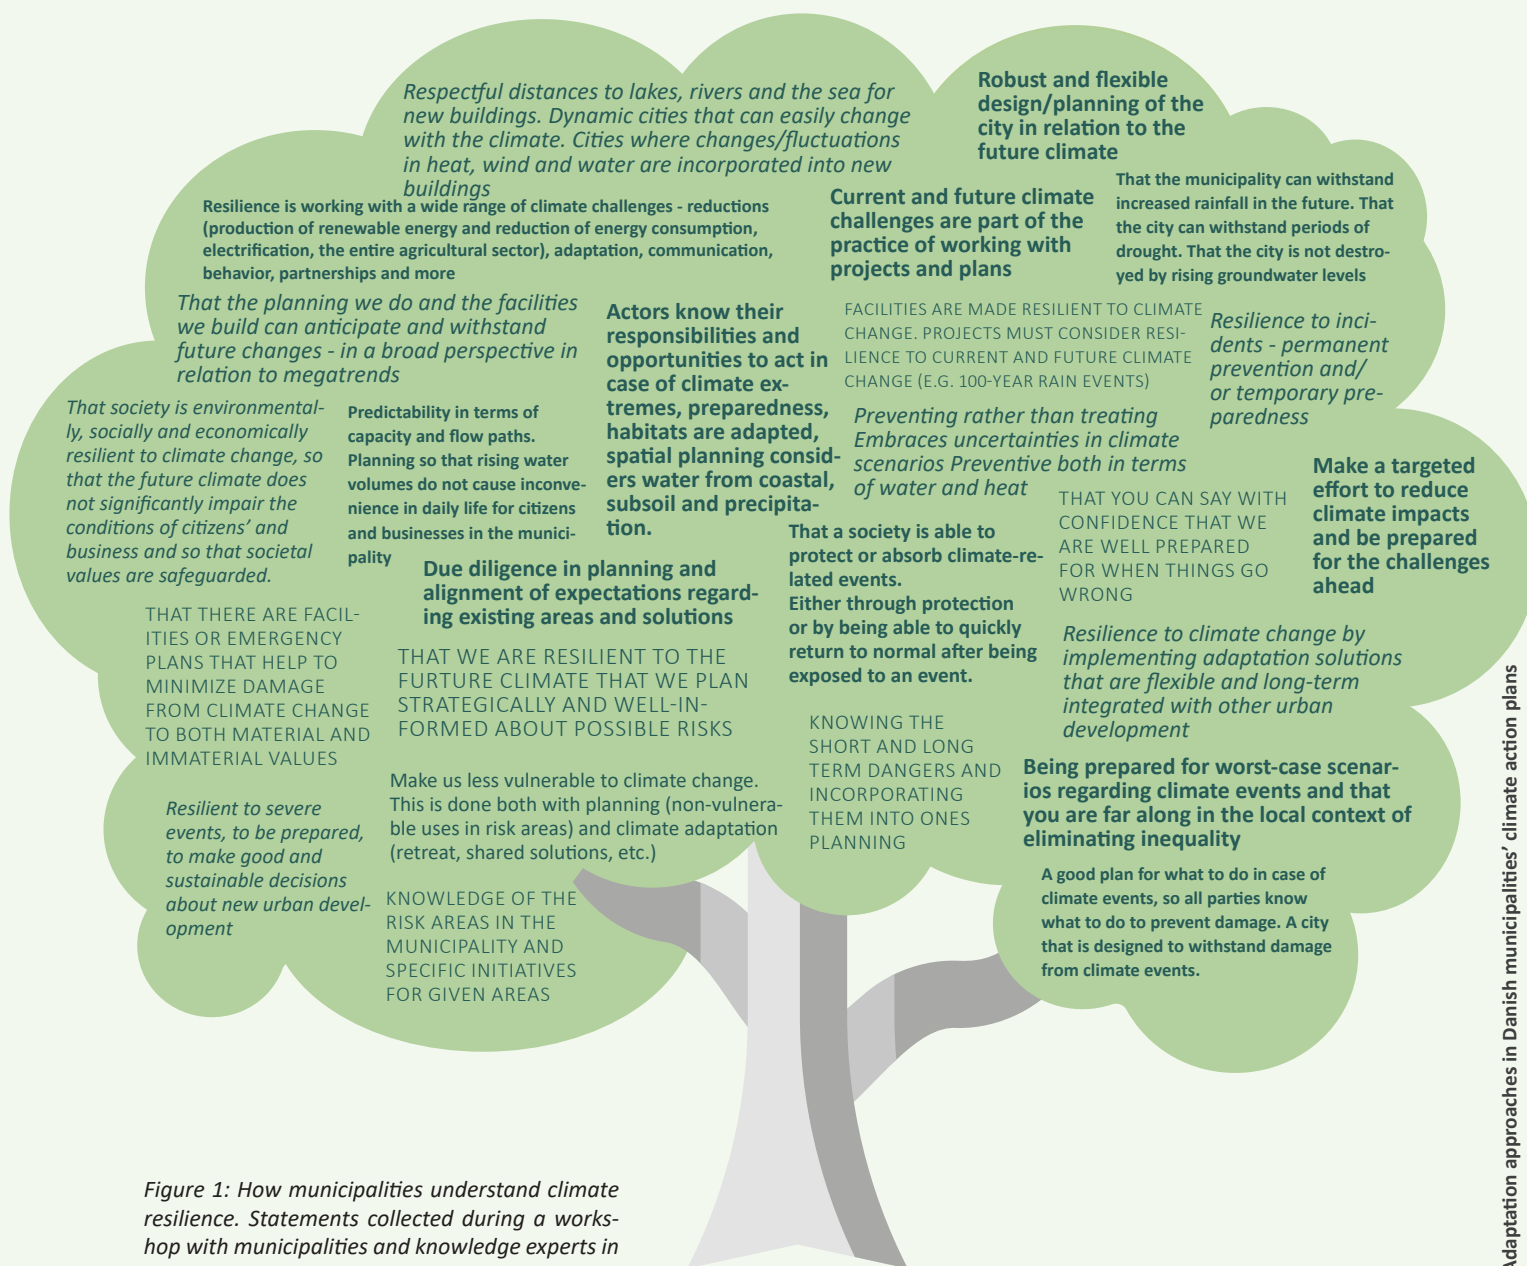 Respectful distances to lakes, rivers and the sea for
new buildings. Dynamic cities that can easily change
with the climate. Cities where changes/fluctuations
in heat, wind and water are incorporated into new
buildings
Robust and flexible
design/planning of the
city in relation to the
future climate
Resilience is working with a wide range of climate challenges - reductions
(production of renewable energy and reduction of energy consumption,
electrification, the entire agricultural sector), adaptation, communication,
behavior, partnerships and more
Current and future climate
challenges are part of the
practice of working with
projects and plans
That the municipality can withstand
increased rainfall in the future. That
the city can withstand periods of
drought. That the city is not destro-
yed by rising groundwater levels
That the planning we do and the facilities
we build can anticipate and withstand
future changes - in a broad perspective in
relation to megatrends
Actors know their
responsibilities and
opportunities to act in
case of climate ex-
tremes, preparedness,
habitats are adapted,
spatial planning consid-
ers water from coastal,
subsoil and precipita-
tion.
FACILITIES ARE MADE RESILIENT TO CLIMATE
CHANGE. PROJECTS MUST CONSIDER RESI-
LIENCE TO CURRENT AND FUTURE CLIMATE
CHANGE (E.G. 100-YEAR RAIN EVENTS)
Resilience to inci-
dents - permanent
prevention and/
or temporary pre-
paredness
That society is environmental-
ly, socially and economically
resilient to climate change, so
that the future climate does
not significantly impair the
conditions of citizens' and
business and so that societal
values are safeguarded.
Predictability in terms of
capacity and flow paths.
Planning so that rising water
volumes do not cause inconve-
nience in daily life for citizens
and businesses in the munici-
pality
Preventing rather than treating
Embraces uncertainties in climate
scenarios Preventive both in terms
of water and heat
Make a targeted
effort to reduce
climate impacts
and be prepared
for the challenges
ahead
THAT YOU CAN SAY WITH
CONFIDENCE THAT WE
ARE WELL PREPARED
FOR WHEN THINGS GO
WRONG
That a society is able to
protect or absorb climate-re-
lated events.
Either through protection
or by being able to quickly
return to normal after being
exposed to an event.
Due diligence in planning and
alignment of expectations regard-
ing existing areas and solutions
THAT THERE ARE FACIL-
ITIES OR EMERGENCY
PLANS THAT HELP TO
MINIMIZE DAMAGE
FROM CLIMATE CHANGE
TO BOTH MATERIAL AND
IMMATERIAL VALUES
THAT WE ARE RESILIENT TO THE
FURTURE CLIMATE THAT WE PLAN
STRATEGICALLY AND WELL-IN-
FORMED ABOUT POSSIBLE RISKS
Resilience to climate change by
implementing adaptation solutions
that are flexible and long-term
integrated with other urban
development
KNOWING THE
SHORT AND LONG
TERM DANGERS AND
INCORPORATING
THEM INTO ONES
PLANNING
Being prepared for worst-case scenar-
ios regarding climate events and that
you are far along in the local context of
eliminating inequality
Make us less vulnerable to climate change.
This is done both with planning (non-vulnera-
ble uses in risk areas) and climate adaptation
(retreat, shared solutions, etc.)
Resilient to severe
events, to be prepared,
to make good and
sustainable decisions
about new urban devel-
opment
KNOWLEDGE OF THE
RISK AREAS IN THE
MUNICIPALITY AND
SPECIFIC INITIATIVES
FOR GIVEN AREAS
A good plan for what to do in case of
climate events, so all parties know
what to do to prevent damage. A city
that is designed to withstand damage
from climate events.
Figure 1: How municipalities understand climate
resilience. Statements collected during a works-
hop with municipalities and knowledge experts in
Adaptation approaches in Danish municipalities' climate action plans